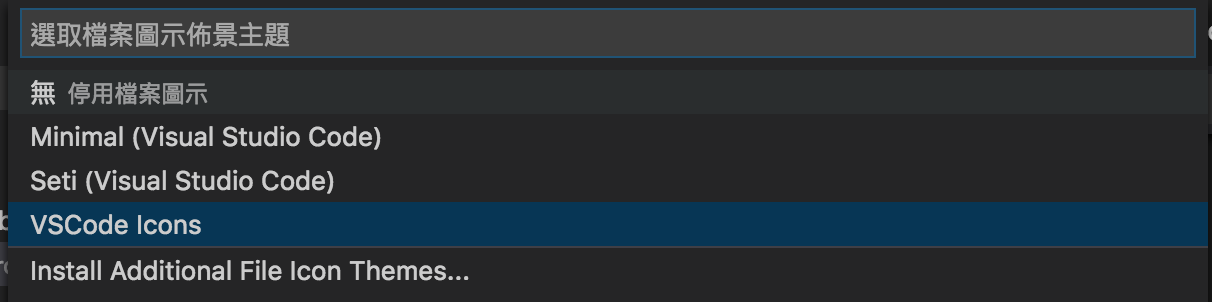 選取檔案圖示佈景主題
無 停用檔案圖示
Minimal (Visual Studio Code)
Seti (Visual Studio Code)
VSCode Icons
Install Additional File Icon Themes...